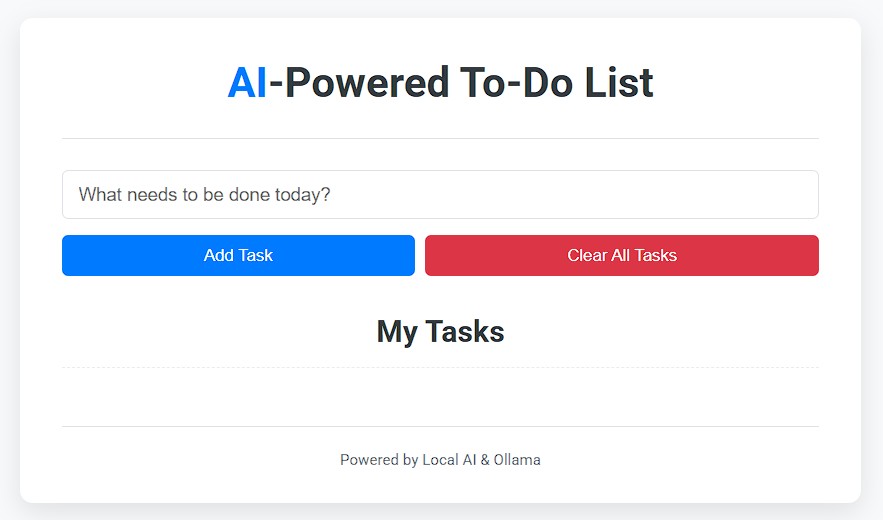 AI-Powered To-Do List
What needs to be done today?
Add Task
Clear All Tasks
My Tasks
Powered by Local AI & Ollama